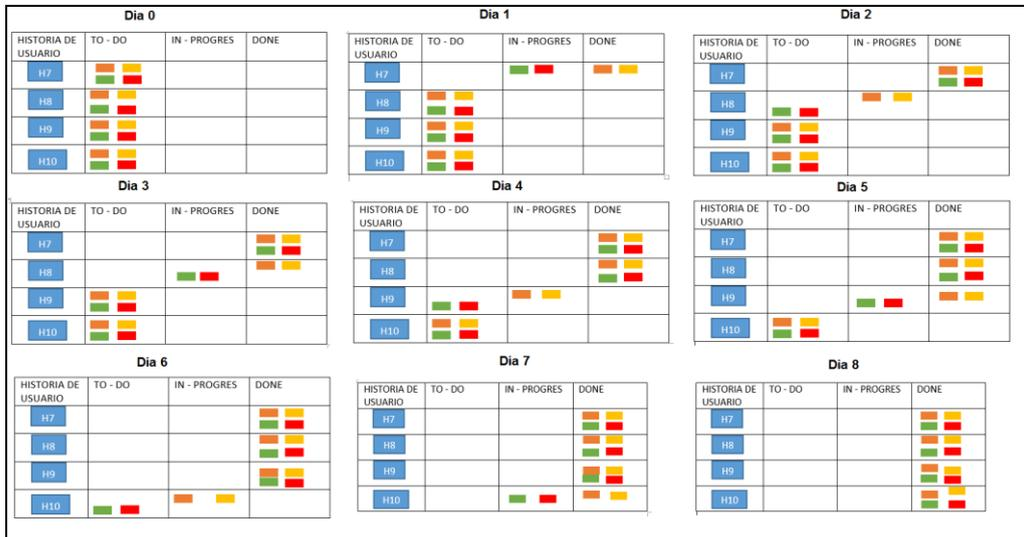 Dia 0
HISTORIA DE USUARIO TO - DO IN - PROGRES DONE
H7
H8
H9
H10
Dia 1
HISTORIA DE USUARIO TO - DO IN - PROGRES DONE
H7
H8
H9
H10
Dia 2
HISTORIA DE USUARIO TO - DO IN - PROGRES DONE
H7
H8
H9
H10
Dia 3
HISTORIA DE USUARIO TO - DO IN - PROGRES DONE
H7
H8
H9
H10
Dia 4
HISTORIA DE USUARIO TO - DO IN - PROGRES DONE
H7
H8
H9
H10
Dia 5
HISTORIA DE USUARIO TO - DO IN - PROGRES DONE
H7
H8
H9
H10
Dia 6
HISTORIA DE USUARIO TO - DO IN - PROGRES DONE
H7
H8
H9
H10
Dia 7
HISTORIA DE USUARIO TO - DO IN - PROGRES DONE
H7
H8
H9
H10
Dia 8
HISTORIA DE USUARIO TO - DO IN - PROGRES DONE
H7
H8
H9
H10